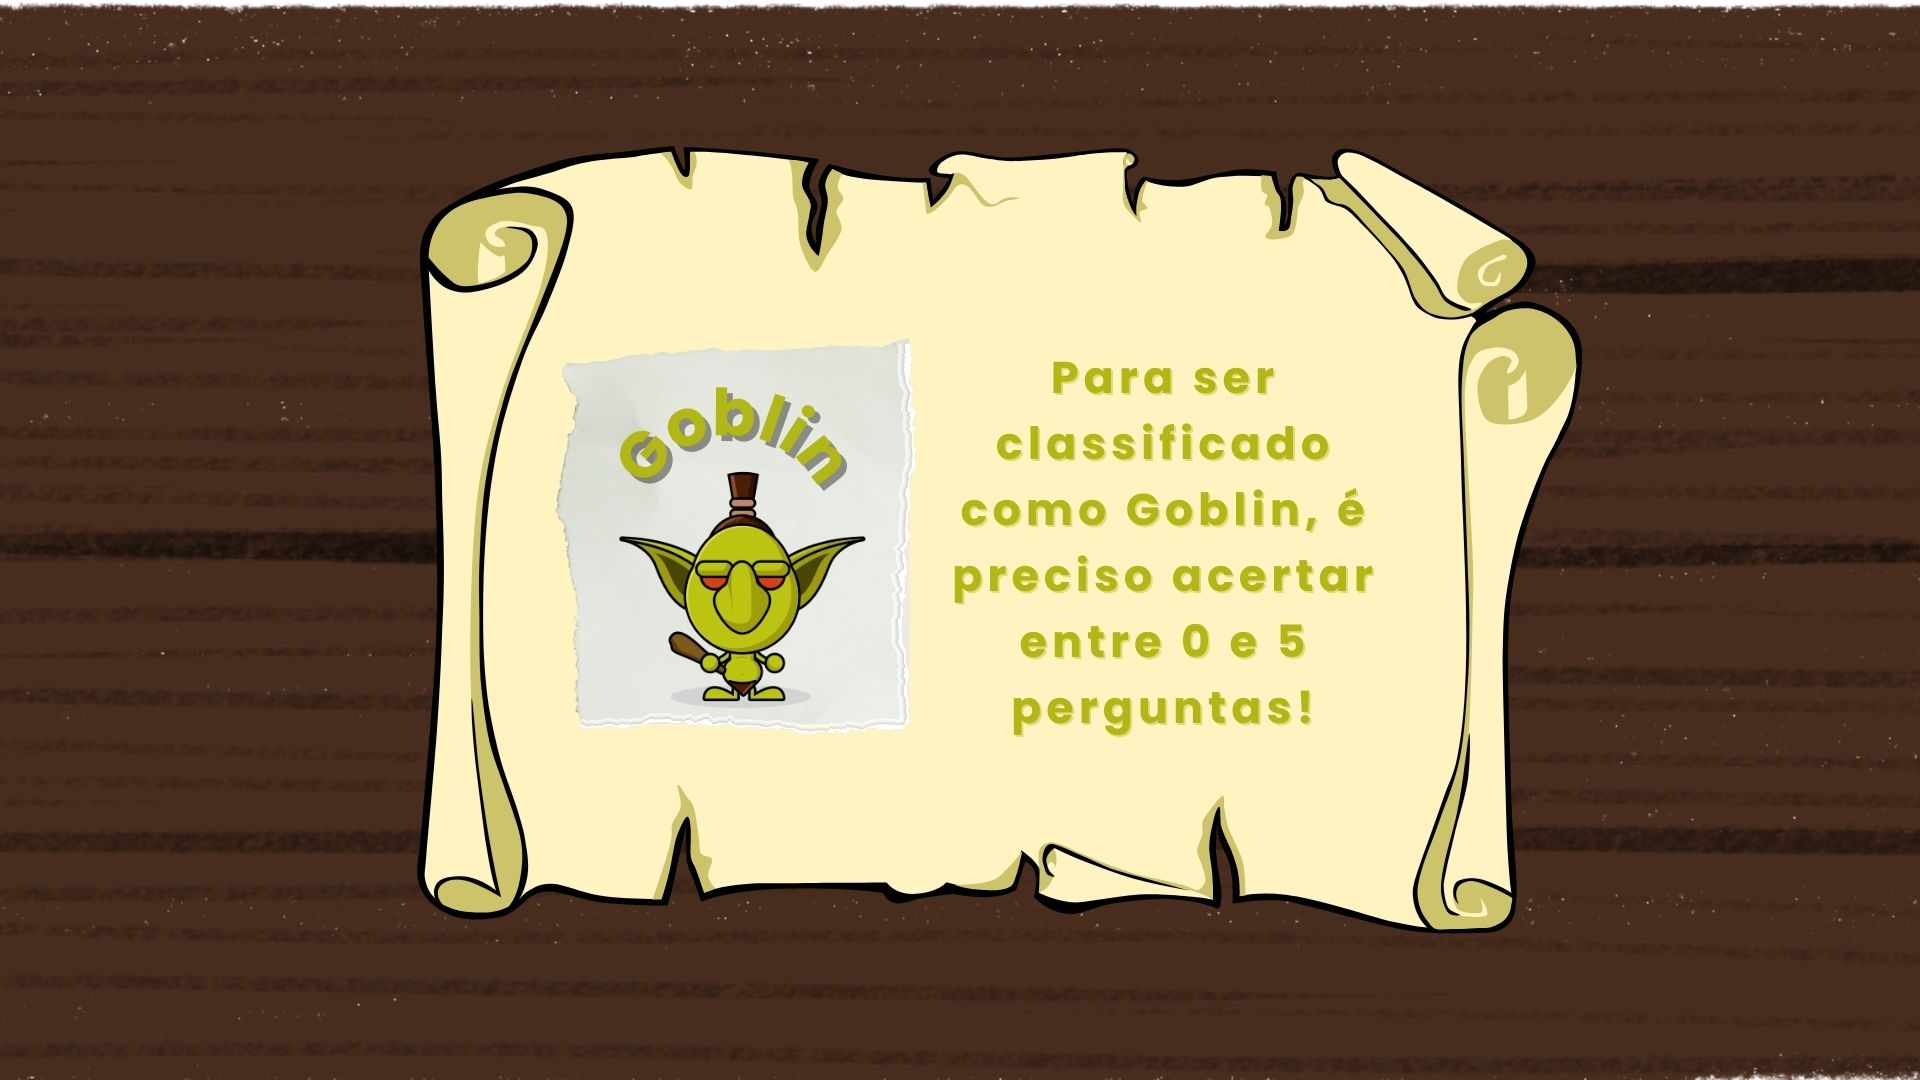 Goblin
Para ser
classificado
como Goblin, é
preciso acertar
entre 0 e 5
perguntas!